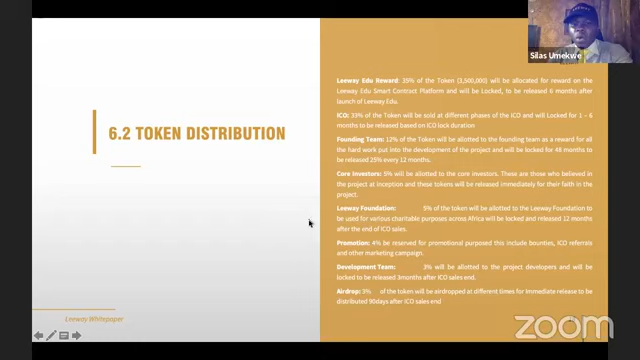 6.2 TOKEN DISTRIBUTION
Leeway Edu Reward: 35% of the Token (3,500,000) will be allocated for reward on the
Leeway Edu Smart Contract Platform and will be Locked, to be released 6 months after
launch of Leeway Edu.
ICO: 33% of the Token will be sold at different phases of the ICO and will Locked for 1 – 6
months to be released based on ICO lock duration
Founding Team: 12% of the Token will be allotted to the founding team as a reward for all
the hard work put into the development of the project and will be locked for 48 months to
be released 25% every 12 months.
Core Investors: 5% will be allotted to the core investors. These are those who believed in
the project at Inception and these tokens will be released immediately for their faith in the
project.
Leeway Foundation: 5% of the token will be allotted to the Leeway Foundation to
be used for various charitable purposes across Africa will be locked and released 12 months
after the end of ICO sales.
Promotion: 4% be reserved for promotional purposed this include bounties, ICO referrals
and other marketing campaign.
Development Team: 3% will be allotted to the project developers and will be
locked to be released 3months after ICO sales end.
Airdrop: 3% of the token will be airdropped at different times for immediate release to be
distributed 90days after ICO sales end
Leeway Whitepaper
Silas Umekwe
zoom